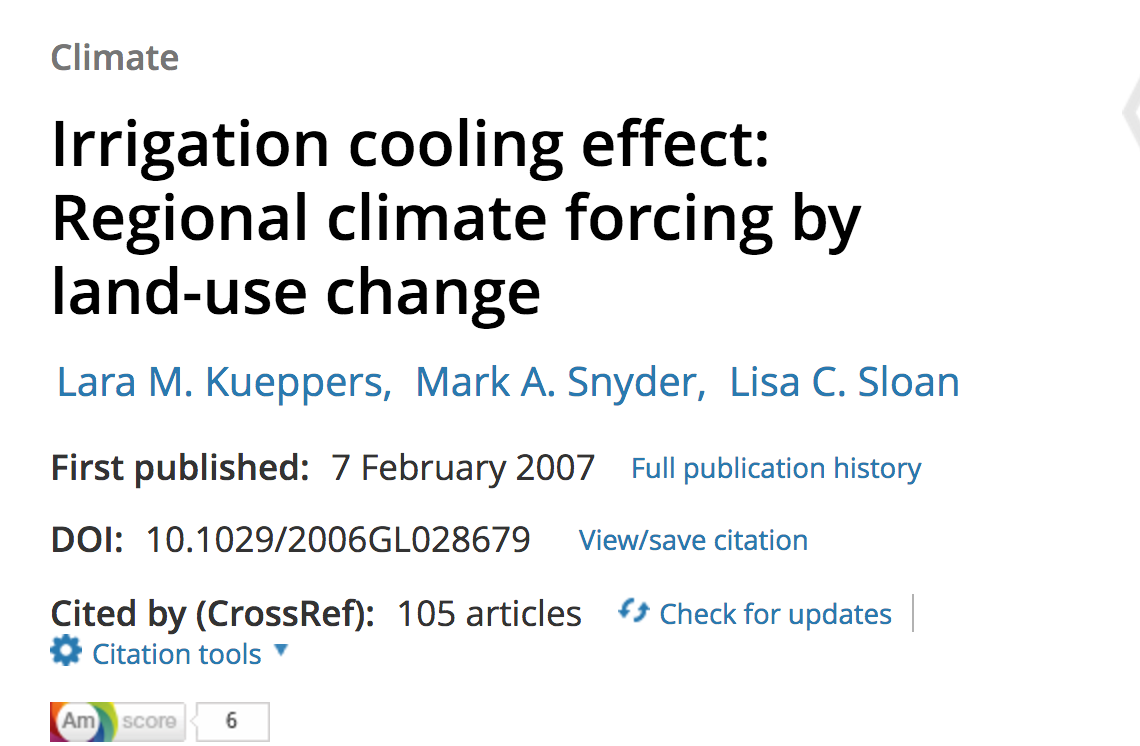 Climate
Irrigation cooling effect:
Regional climate forcing by
land-use change
Lara M. Kueppers, Mark A. Snyder, Lisa C. Sloan
First published: 7 February 2007 Full publication history
DOI: 10.1029/2006GL028679 View/save citation
Cited by (CrossRef): 105 articles Check for updates
Citation tools
Am score 6